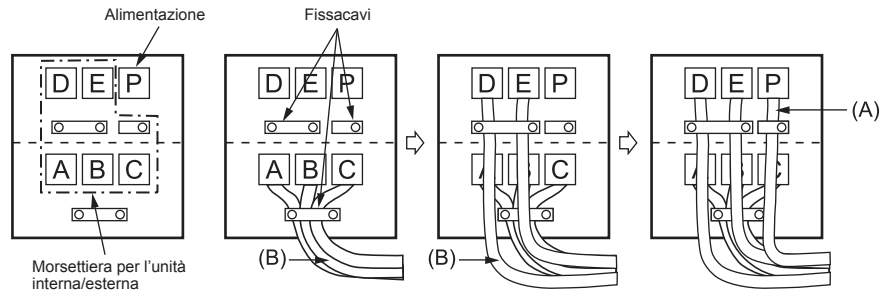 Alimentazione
Fissacavi
D E P
A B C
D E P
A B C
(B)
D E P
A B C
(B)
D E P
A B C
(A)
Morsettiera per l'unità
interna/esterna